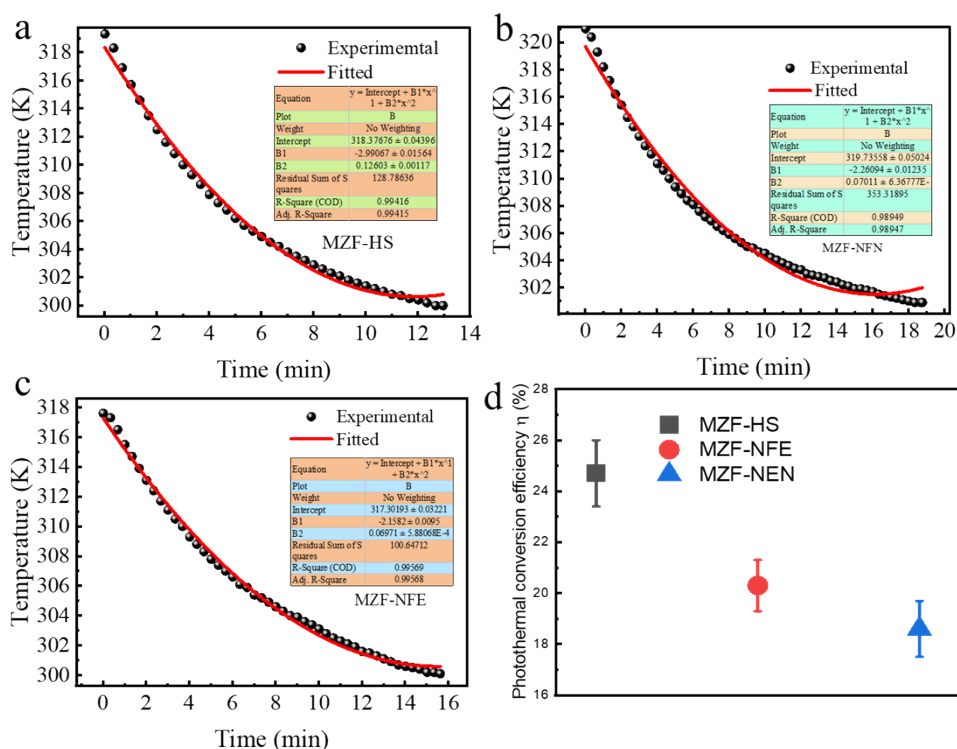 a
318
316
314
312
310
308
306
304
302
300
Temperature (K)
Experimental
Fitted
Equation
y = Intercept + B1*x^
1 + B2*x^2
Plot
B
Weight
No Weighting
Intercept
318.37676 ± 0.04396
B1
-2.99067 ± 0.01564
B2
0.12603 ± 0.00117
Residual Sum of S
quares
128.78636
R-Square (COD)
0.99416
Adj. R-Square
0.99415
MZF-HS
0 2 4 6 8 10 12 14
Time (min)
b
320
318
316
314
312
310
308
306
304
302
Temperature (K)
Experimental
Fitted
Equation
y = Intercept + B1*x^
1 + B2*x^2
Plot
B
Weight
No Weighting
Intercept
319.73558 ± 0.05024
B1
-2.26094 ± 0.01235
B2
0.07011 ± 6.36777E-
Residual Sum of S
quares
353.31895
R-Square (COD)
0.98949
Adj. R-Square
0.98947
MZF-NFN
0 2 4 6 8 10 12 14 16 18 20
Time (min)
c
318
316
314
312
310
308
306
304
302
300
Temperature (K)
Experimental
Fitted
Equation
y = Intercept + B1*x^1
+ B2*x^2
Plot
B
Weight
No Weighting
Intercept
317.30193 ± 0.03221
B1
-2.1582 ± 0.0095
B2
0.06971 ± 5.88068E-4
Residual Sum of S
quares
100.64712
R-Square (COD)
0.99569
Adj. R-Square
0.99568
MZF-NFE
0 2 4 6 8 10 12 14 16
Time (min)
d
28
26
24
22
20
18
16
Photothermal conversion efficiency η (%)
MZF-HS
MZF-NFE
MZF-NEN